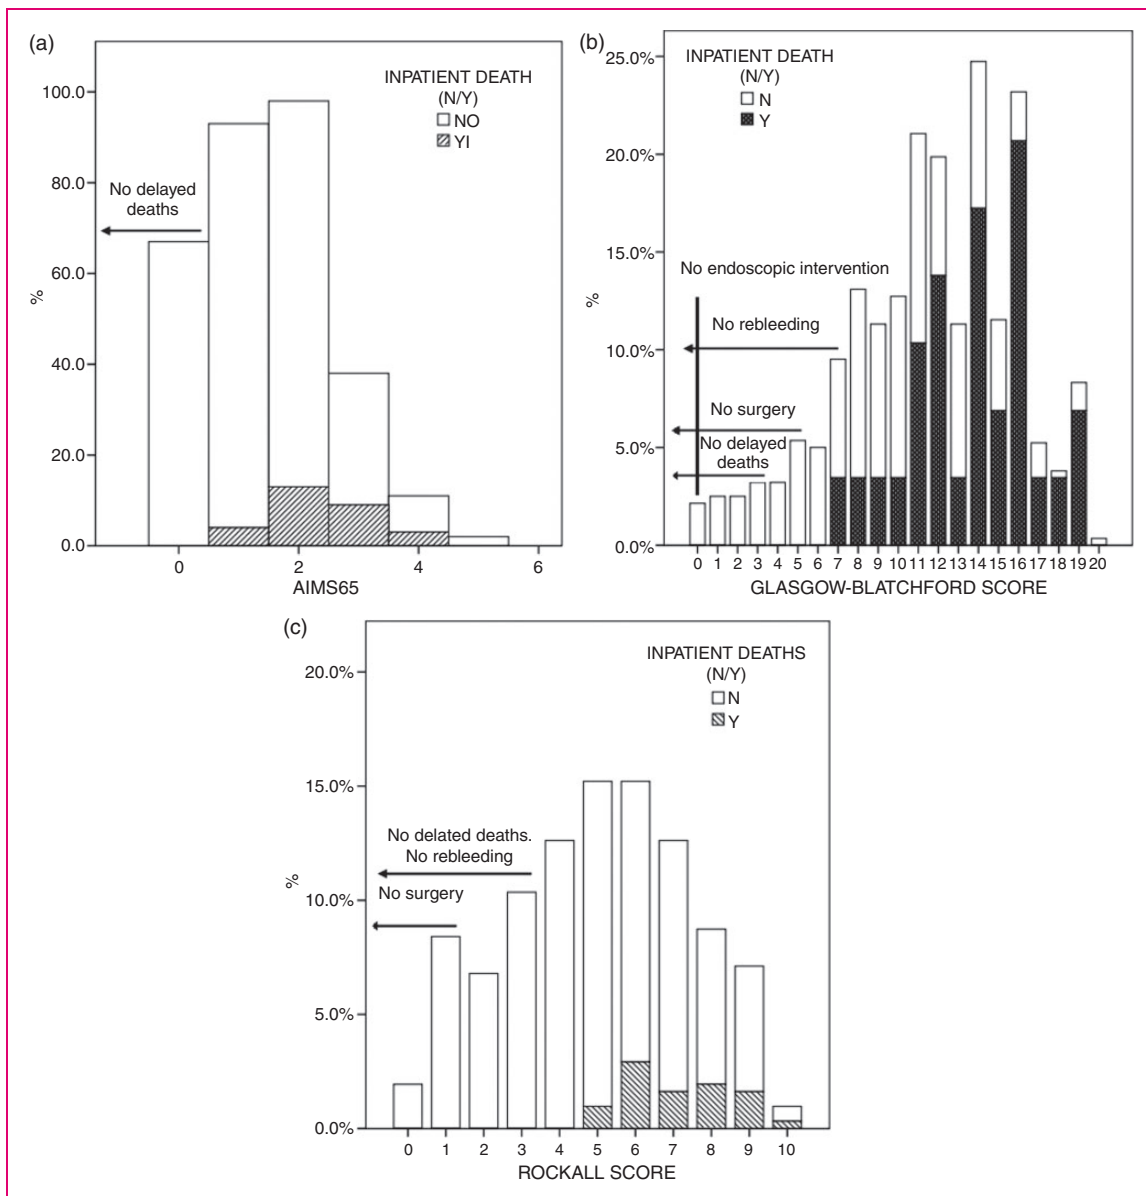 (a)
INPATIENT DEATH
(N/Y)
NO
YI
100.0
80.0
60.0
40.0
20.0
0.0
%
No delayed
deaths
0 2 4 6
AIMS65
(b)
INPATIENT DEATH
(N/Y)
N
Y
25.0%
20.0%
15.0%
10.0%
5.0%
0.0%
%
No endoscopic intervention
No rebleeding
No surgery
No delayed
deaths
0 1 2 3 4 5 6 7 8 9 10 11 12 13 14 15 16 17 18 19 20
GLASGOW-BLATCHFORD SCORE
(c)
INPATIENT DEATHS
(N/Y)
N
Y
20.0%
15.0%
10.0%
5.0%
0.0%
%
No delated deaths.
No rebleeding
No surgery
0 1 2 3 4 5 6 7 8 9 10
ROCKALL SCORE